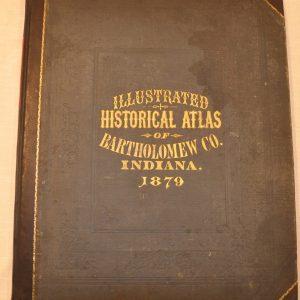 ILLUSTRATED
HISTORICAL ATLAS
OF
BARTHOLOMEW CO.
INDIANA.
1879